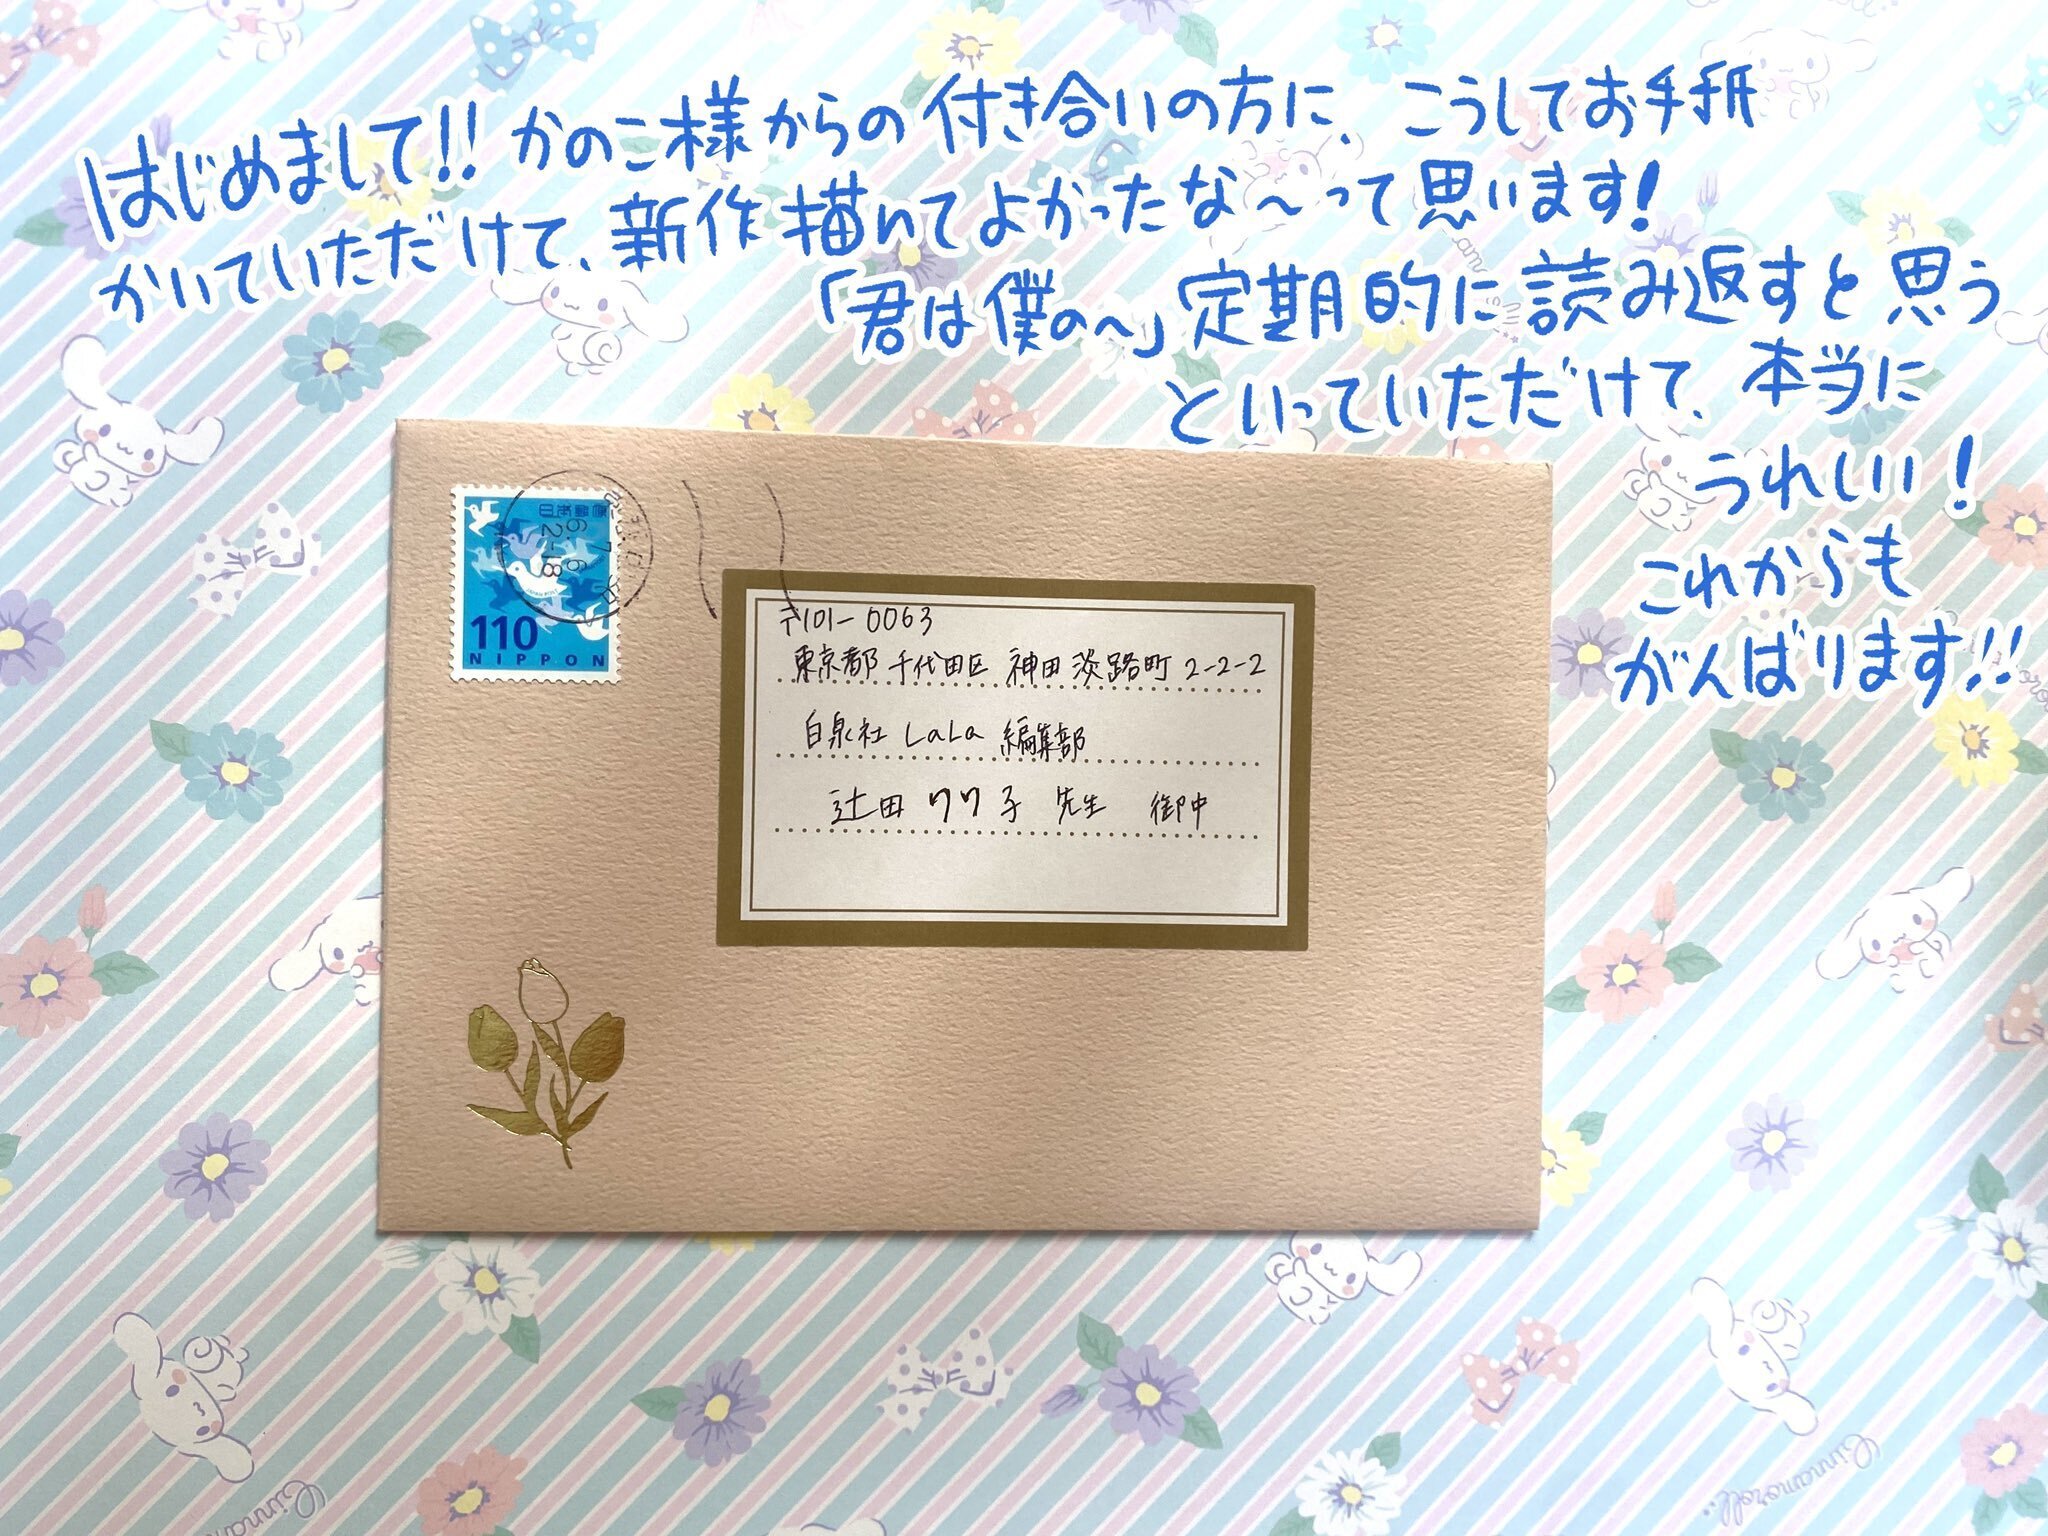 はじめまして!! かのこ様からの付き合いの方に、こうしてお手紙
かいていただけて、新作描いてよかったな〜って思います!
「君は僕の〜」定期的に読み返すと思う
といっていただけて、本当に
うれしい!
これからも
がんばります!!
110
NIPPON
〒101-0063
東京都千代田区神田淡路町2-2-2
白泉社 LaLa 編集部
辻田りり子 先生 御中
Cinnamoroll